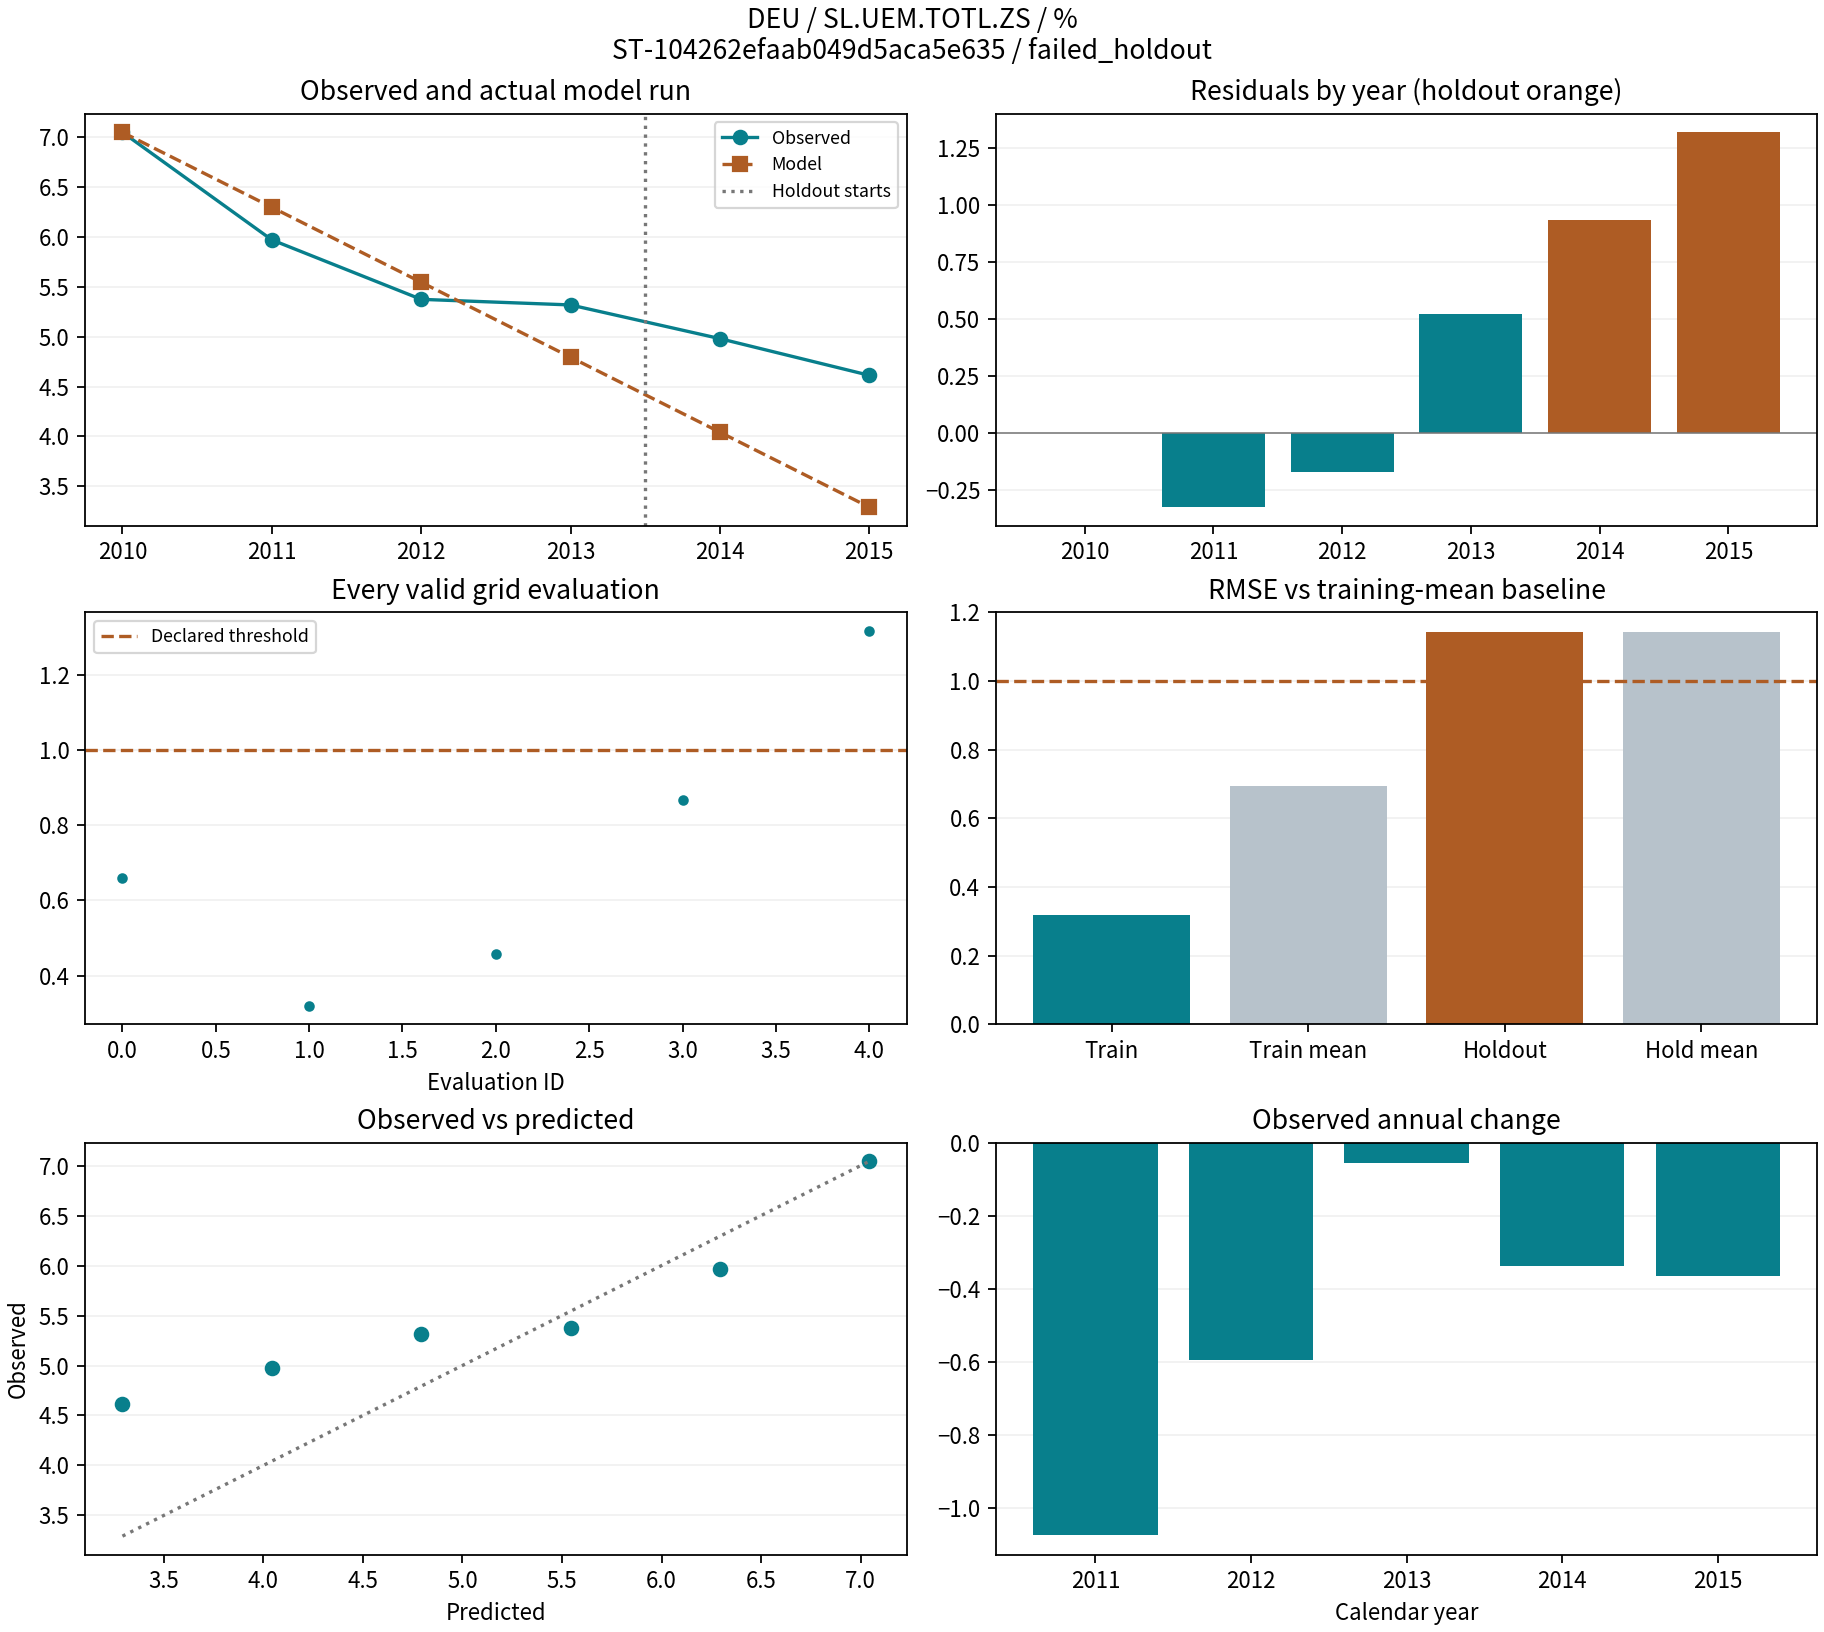 DEU / SL.UEM.TOTL.ZS / %
ST-104262efaab049d5aca5e635 / failed_holdout
Observed and actual model run
7.0
6.5
6.0
5.5
5.0
4.5
4.0
3.5
Observed
Model
Holdout starts
2010 2011 2012 2013 2014 2015
Residuals by year (holdout orange)
1.25
1.00
0.75
0.50
0.25
0.00
−0.25
2010 2011 2012 2013 2014 2015
Every valid grid evaluation
Declared threshold
1.2
1.0
0.8
0.6
0.4
0.0 0.5 1.0 1.5 2.0 2.5 3.0 3.5 4.0
Evaluation ID
RMSE vs training-mean baseline
1.2
1.0
0.8
0.6
0.4
0.2
0.0
Train Train mean Holdout Hold mean
Observed vs predicted
Observed
7.0
6.5
6.0
5.5
5.0
4.5
4.0
3.5
3.5 4.0 4.5 5.0 5.5 6.0 6.5 7.0
Predicted
Observed annual change
0.0
−0.2
−0.4
−0.6
−0.8
−1.0
2011 2012 2013 2014 2015
Calendar year